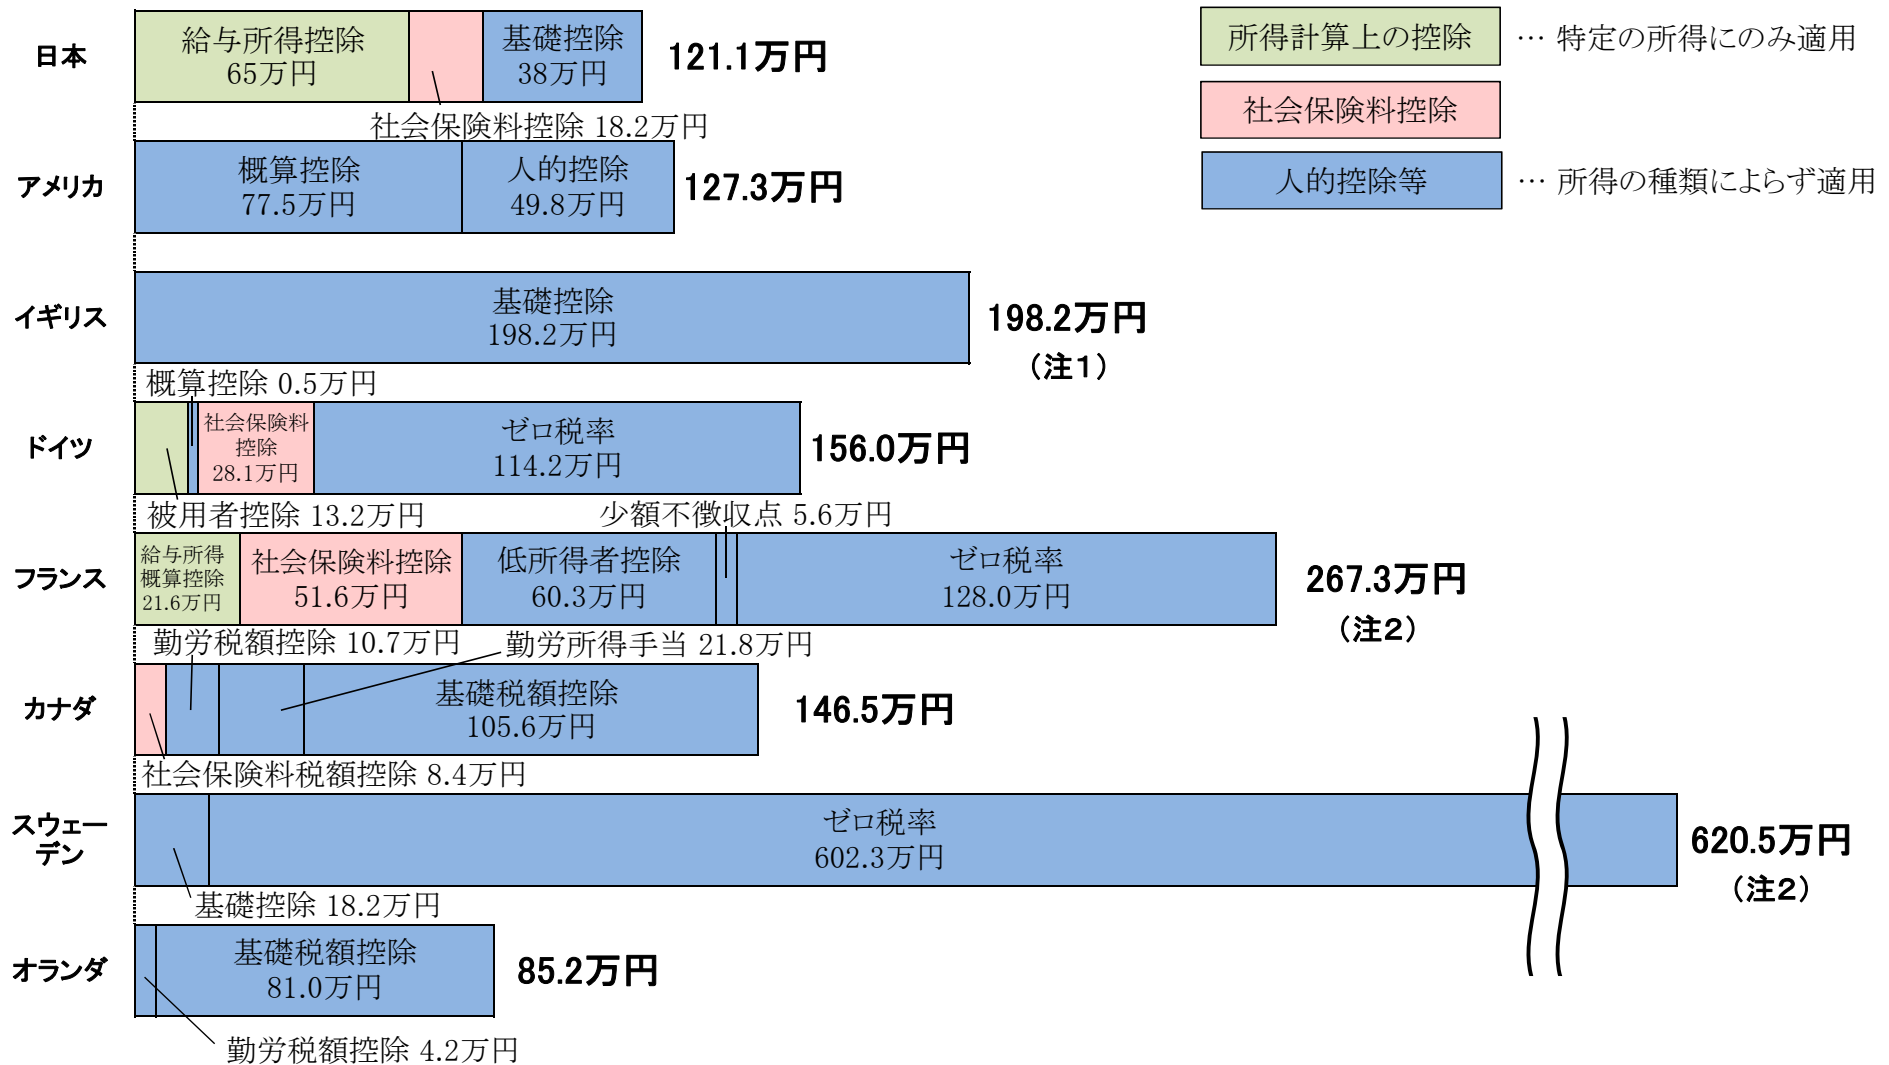 所得計算上の控除 … 特定の所得にのみ適用
社会保険料控除
人的控除等 … 所得の種類によらず適用
日本
給与所得控除
65万円
基礎控除
38万円
121.1万円
社会保険料控除 18.2万円
アメリカ
概算控除
77.5万円
人的控除
49.8万円
127.3万円
イギリス
基礎控除
198.2万円
198.2万円
（注１）
概算控除 0.5万円
ドイツ
社会保険料
控除
28.1万円
ゼロ税率
114.2万円
156.0万円
被用者控除 13.2万円
少額不徴収点 5.6万円
フランス
給与所得
概算控除
21.6万円
社会保険料控除
51.6万円
低所得者控除
60.3万円
ゼロ税率
128.0万円
267.3万円
（注２）
勤労税額控除 10.7万円
勤労所得手当 21.8万円
カナダ
基礎税額控除
105.6万円
146.5万円
社会保険料税額控除 8.4万円
スウェー
デン
ゼロ税率
602.3万円
620.5万円
（注２）
基礎控除 18.2万円
オランダ
基礎税額控除
81.0万円
85.2万円
勤労税額控除 4.2万円